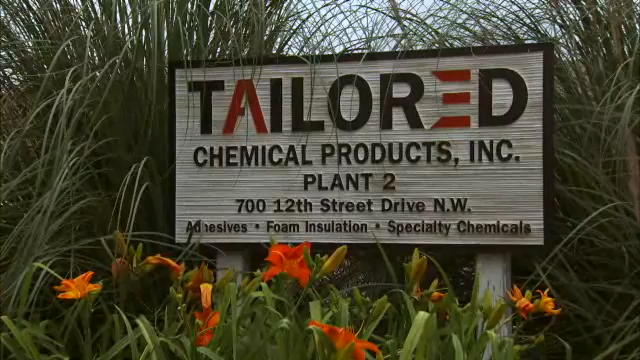 TAILORED
CHEMICAL PRODUCTS, INC.
PLANT 2
700 12th Street Drive N.W.
Adhesives • Foam Insulation • Specialty Chemicals